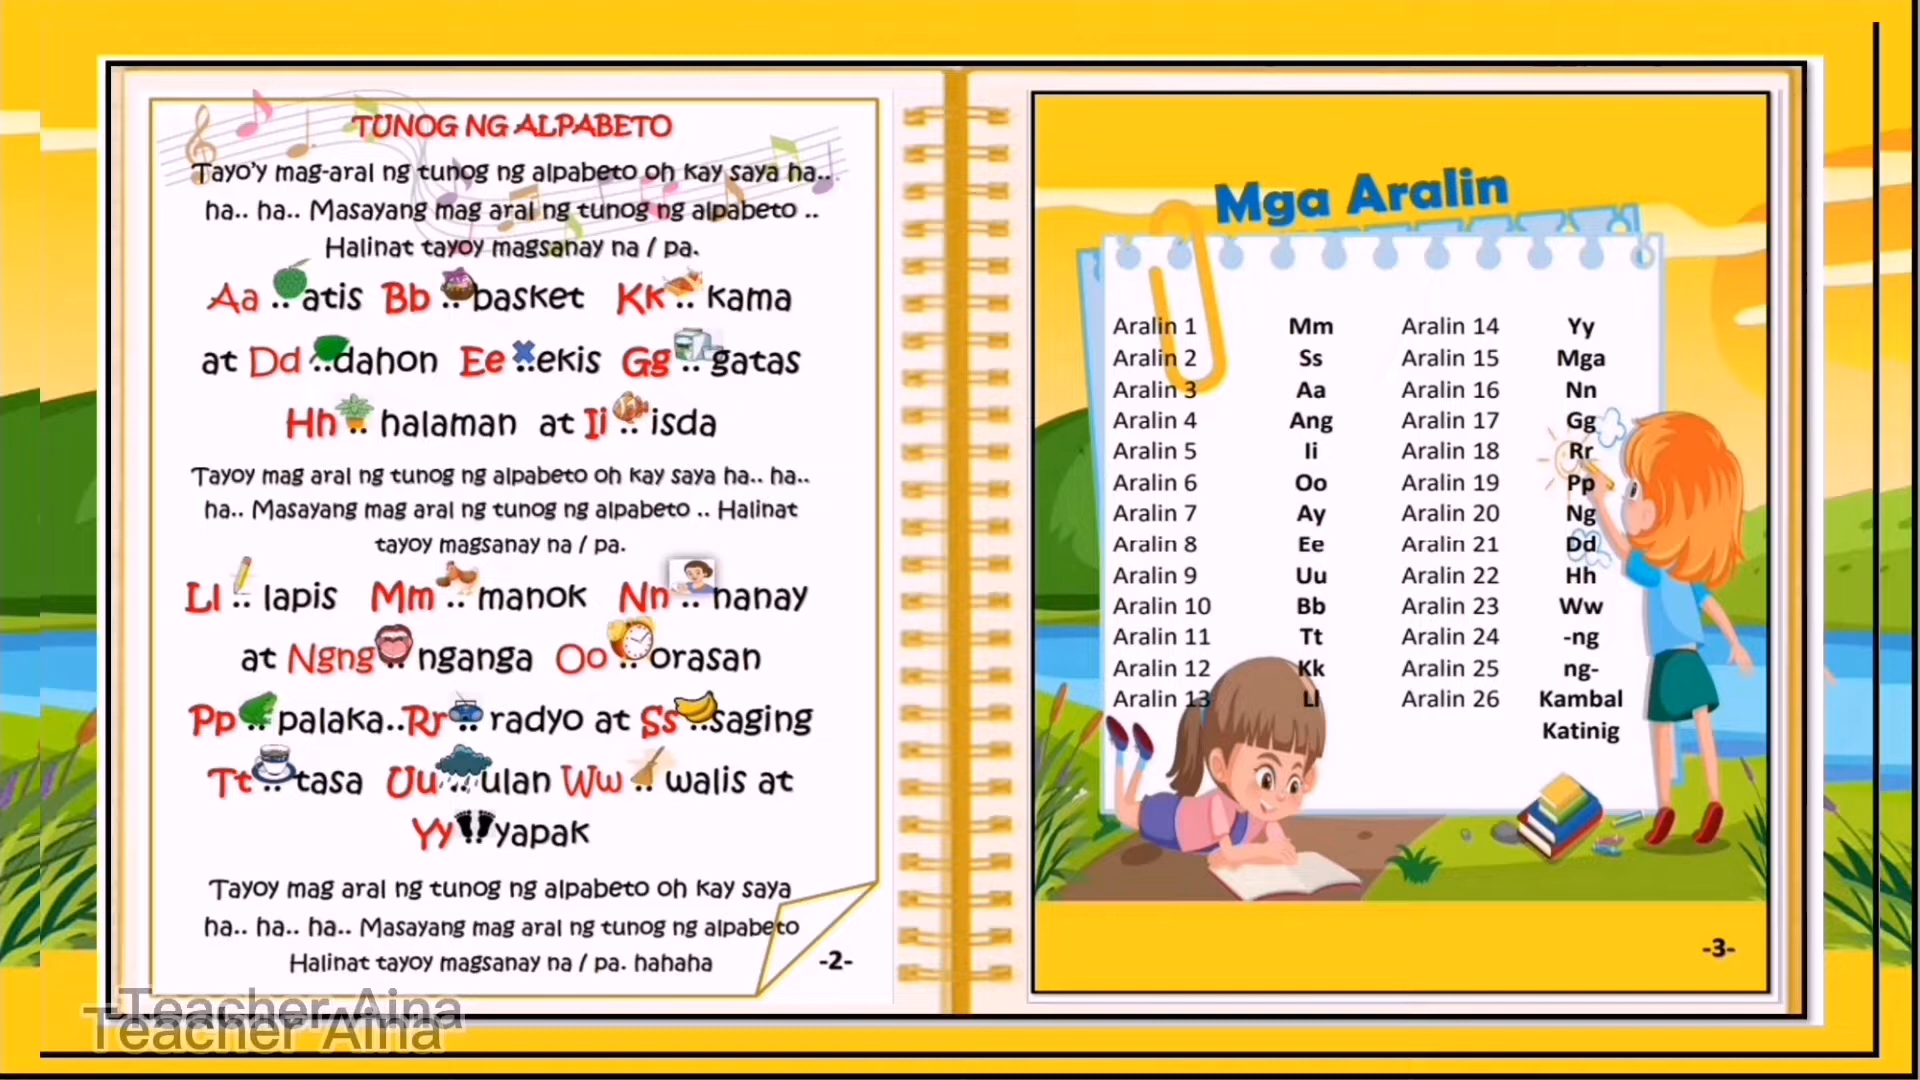 TUNOG NG ALPABETO
Tayo'y mag-aral ng tunog ng alpabeto oh kay saya ha..
ha.. ha.. Masayang mag aral ng tunog ng alpabeto ..
Halinat tayoy magsanay na / pa.
Aa .. atis Bb .. basket Kk .. kama
at Dd ..dahon Ee ..ekis Gg .. gatas
Hh .. halaman at Ii .. isda
Tayoy mag aral ng tunog ng alpabeto oh kay saya ha.. ha..
ha.. Masayang mag aral ng tunog ng alpabeto .. Halinat
tayoy magsanay na / pa.
Ll .. lapis Mm .. manok Nn .. nanay
at Ngng .. nganga Oo .. orasan
Pp .. palaka..Rr .. radyo at Ss ..saging
Tt .. tasa Uu .. ulan Ww .. walis at
Yy .. yapak
Tayoy mag aral ng tunog ng alpabeto oh kay saya
ha.. ha.. ha.. Masayang mag aral ng tunog ng alpabeto
Halinat tayoy magsanay na / pa. hahaha
-2-
Mga Aralin
Aralin 1 Mm Aralin 14 Yy
Aralin 2 Ss Aralin 15 Mga
Aralin 3 Aa Aralin 16 Nn
Aralin 4 Ang Aralin 17 Gg
Aralin 5 Ii Aralin 18 Rr
Aralin 6 Oo Aralin 19 Pp
Aralin 7 Ay Aralin 20 Ng
Aralin 8 Ee Aralin 21 Dd
Aralin 9 Uu Aralin 22 Hh
Aralin 10 Bb Aralin 23 Ww
Aralin 11 Tt Aralin 24 -ng
Aralin 12 Kk Aralin 25 ng-
Aralin 13 Ll Aralin 26 Kambal
Katinig
-3-
Teacher Aina
Teacher Aina